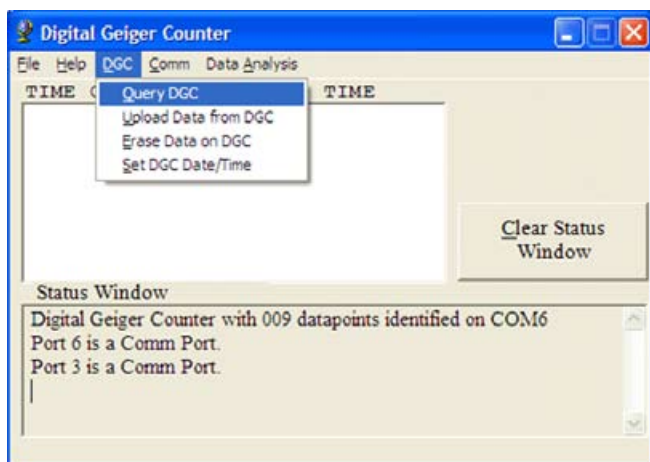 Digital Geiger Counter
File Help DGC Comm Data Analysis
TIME TIME
Query DGC
Upload Data from DGC
Erase Data on DGC
Set DGC Date/Time
Clear Status
Window
Status Window
Digital Geiger Counter with 009 datapoints identified on COM6
Port 6 is a Comm Port.
Port 3 is a Comm Port.